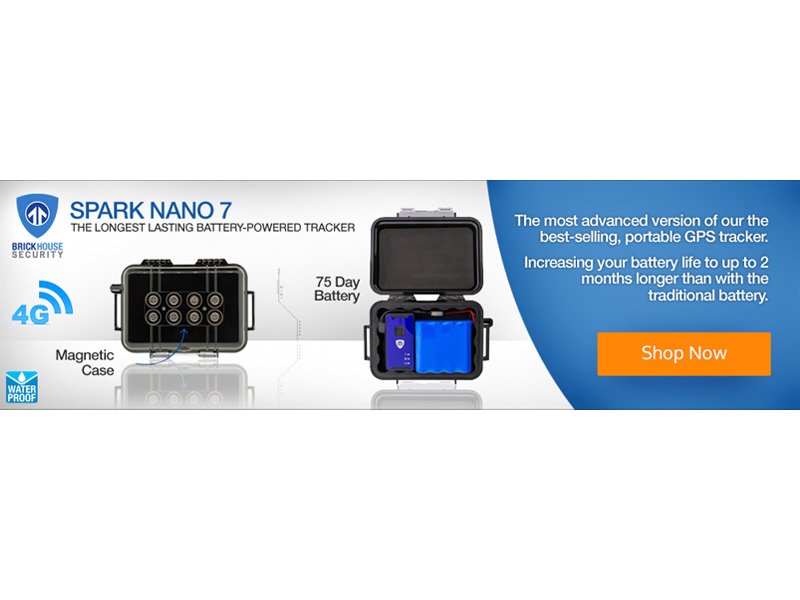 SPARK NANO 7
THE LONGEST LASTING BATTERY-POWERED TRACKER
BRICKHOUSE
SECURITY
4G
WATER
PROOF
Magnetic
Case
75 Day
Battery
The most advanced version of our the
best-selling, portable GPS tracker.
Increasing your battery life to up to 2
months longer than with the
traditional battery.
Shop Now